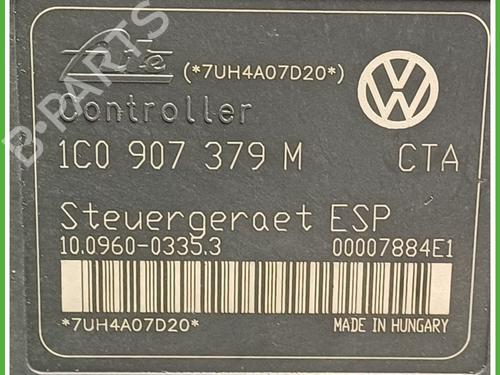 (*7UH4A07D20*)
Controller
1C0 907 379 M CTA
Steuergeraet ESP
10.0960-0335.3 00007884E1
*7UH4A07D20* MADE IN HUNGARY
B-PARTS